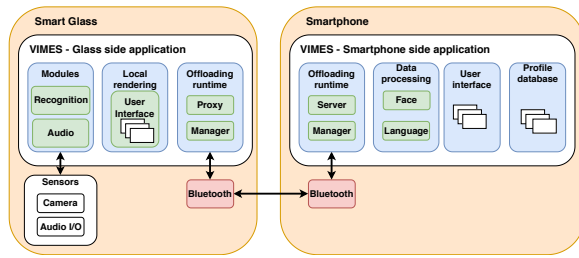 Smart Glass
VIMES - Glass side application
Modules
Recognition
Audio
Local
rendering
User
Interface
Offloading
runtime
Proxy
Manager
Sensors
Camera
Audio I/O
Bluetooth
Smartphone
VIMES - Smartphone side application
Offloading
runtime
Server
Manager
Data
processing
Face
Language
User
interface
Profile
database
Bluetooth